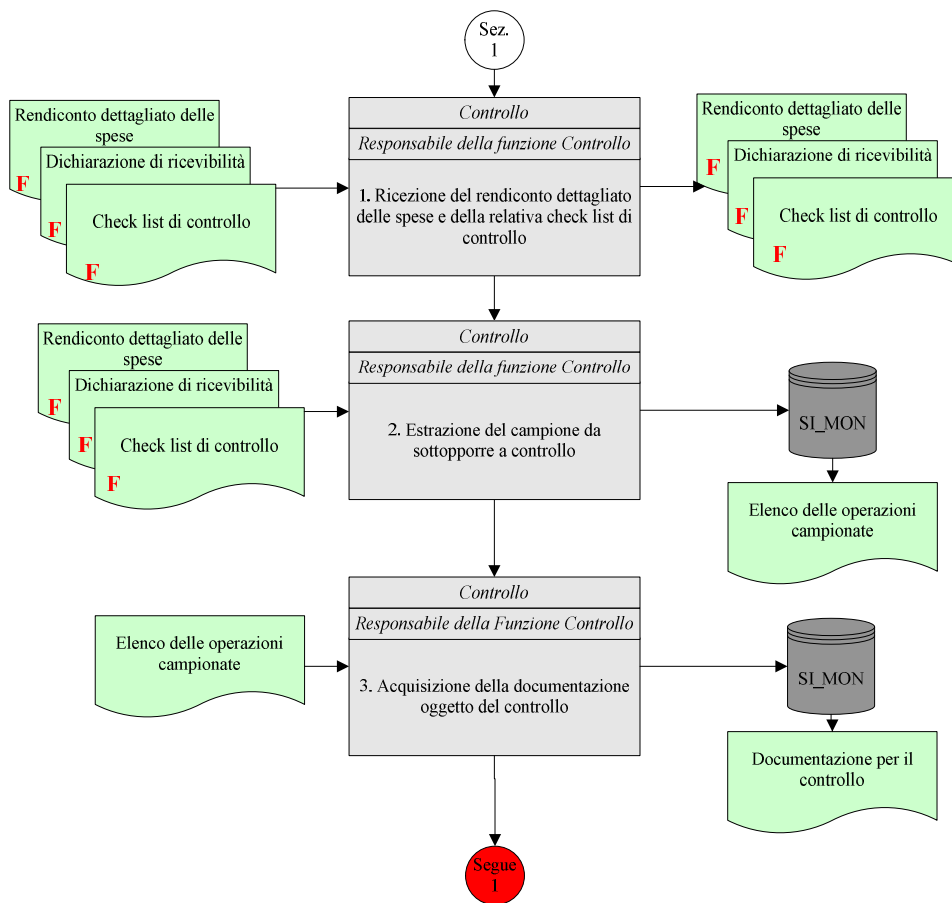 Sez.
1
Rendiconto dettagliato delle
spese
F
Dichiarazione di ricevibilità
F
Check list di controllo
F
Controllo
Responsabile della funzione Controllo
1. Ricezione del rendiconto dettagliato
delle spese e della relativa check list di
controllo
Rendiconto dettagliato delle
spese
F
Dichiarazione di ricevibilità
F
Check list di controllo
F
Rendiconto dettagliato delle
spese
F
Dichiarazione di ricevibilità
F
Check list di controllo
F
Controllo
Responsabile della funzione Controllo
2. Estrazione del campione da
sottopporre a controllo
SI_MON
Elenco delle operazioni
campionate
Elenco delle operazioni
campionate
Controllo
Responsabile della Funzione Controllo
3. Acquisizione della documentazione
oggetto del controllo
SI_MON
Documentazione per il
controllo
Segue
1